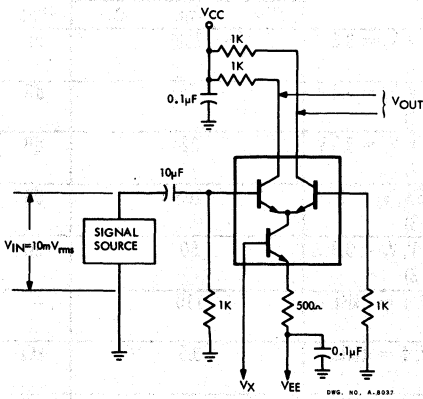 VCC
1K
1K
0.1μF
VOUT
10μF
VIN=10mVrms
SIGNAL
SOURCE
1K
500Ω
1K
0.1μF
VX
VEE
DWG. NO. A-8037